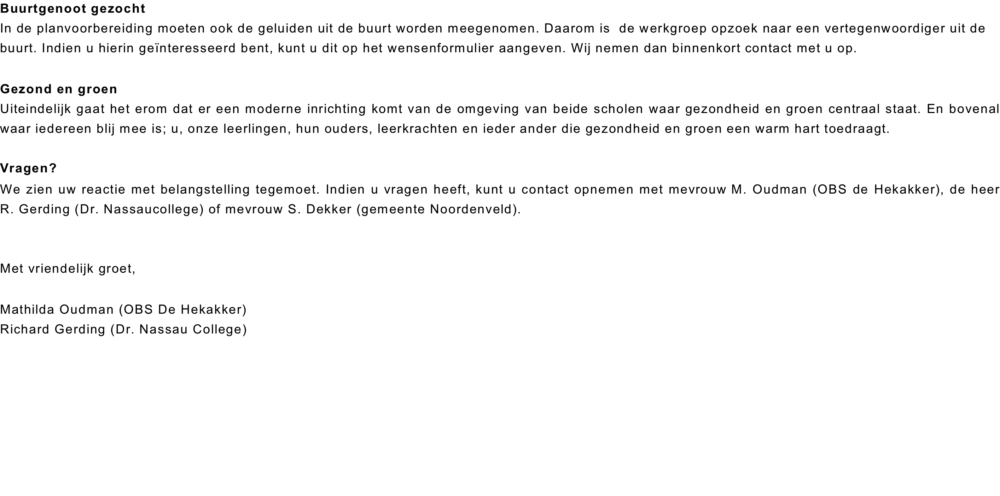 Buurtgenoot gezocht
In de planvoorbereiding moeten ook de geluiden uit de buurt worden meegenomen. Daarom is  de werkgroep opzoek naar een vertegenwoordiger uit de
buurt. Indien u hierin geïnteresseerd bent, kunt u dit op het wensenformulier aangeven. Wij nemen dan binnenkort contact met u op.
Gezond en groen
Uiteindelijk gaat het erom dat er een moderne inrichting komt van de omgeving van beide scholen waar gezondheid en groen centraal staat. En bovenal
waar iedereen blij mee is; u, onze leerlingen, hun ouders, leerkrachten en ieder ander die gezondheid en groen een warm hart toedraagt.
Vragen?
We zien uw reactie met belangstelling tegemoet. Indien u vragen heeft, kunt u contact opnemen met mevrouw M. Oudman (OBS de Hekakker), de heer
R. Gerding (Dr. Nassaucollege) of mevrouw S. Dekker (gemeente Noordenveld).
Met vriendelijk groet,
Mathilda Oudman (OBS De Hekakker)
Richard Gerding (Dr. Nassau College)